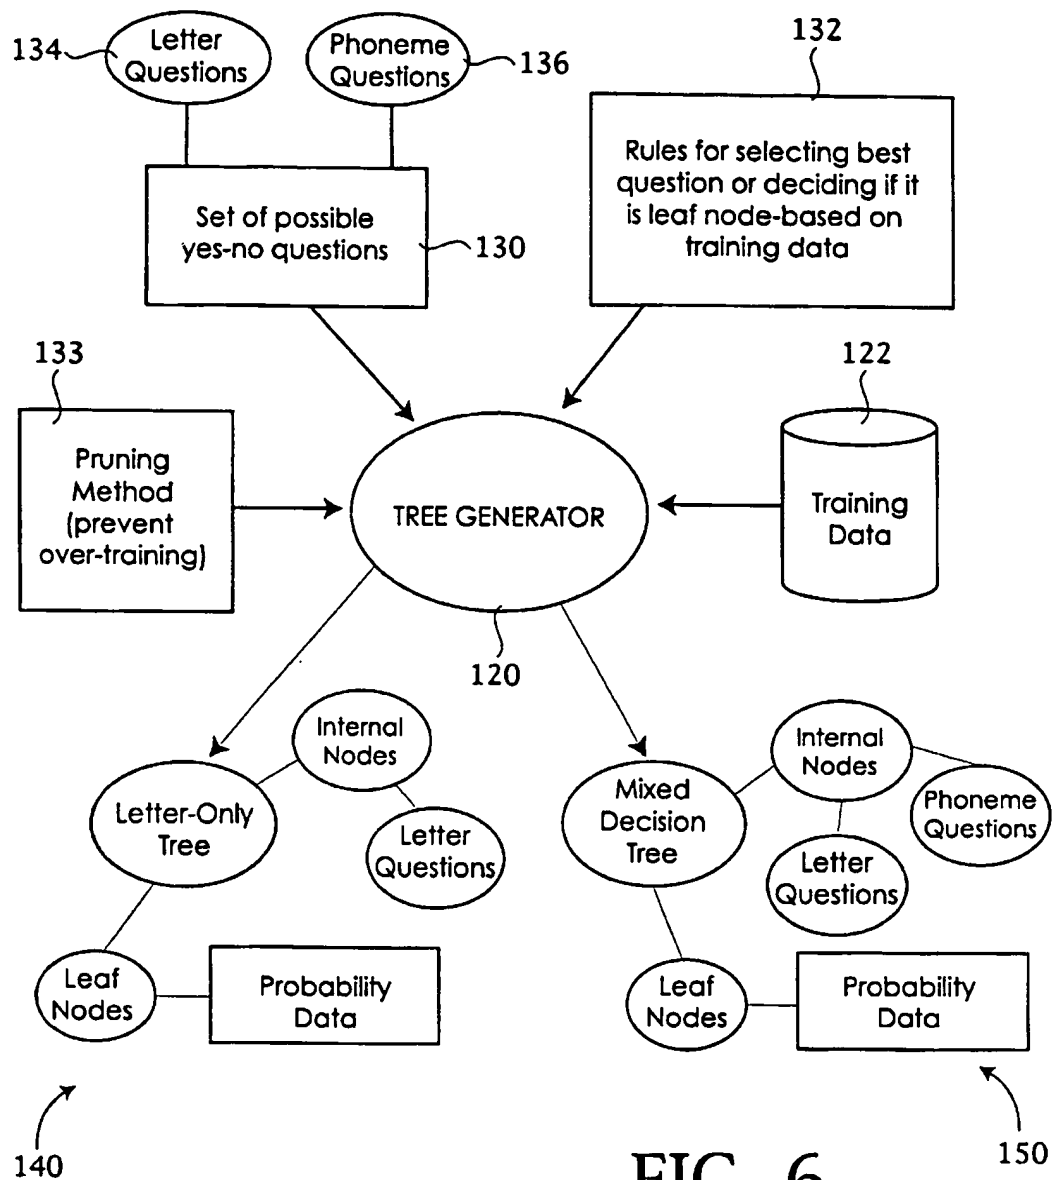 134
Letter
Questions
Phoneme
Questions
136
132
Set of possible
yes-no questions
130
Rules for selecting best
question or deciding if it
is leaf node-based on
training data
133
Pruning
Method
(prevent
over-training)
TREE GENERATOR
120
122
Training
Data
Letter-Only
Tree
Internal
Nodes
Letter
Questions
Leaf
Nodes
Probability
Data
140
Mixed
Decision
Tree
Internal
Nodes
Phoneme
Questions
Letter
Questions
Leaf
Nodes
Probability
Data
150
FIG. 6